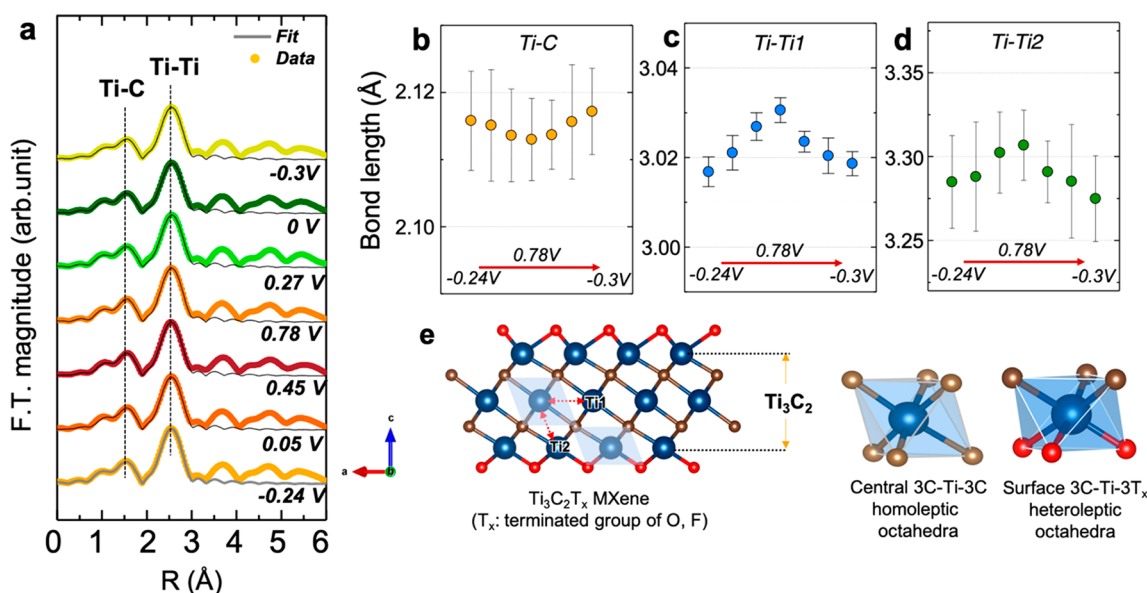 a
Fit
Data
Ti-C
Ti-Ti
-0.3V
0 V
0.27 V
0.78 V
0.45 V
0.05 V
-0.24 V
F.T. magnitude (arb.unit)
0 1 2 3 4 5 6
R (Å)
b
Ti-C
Bond length (Å)
2.12
2.10
0.78V
-0.24V
-0.3V
c
Ti-Ti1
3.04
3.02
3.00
0.78V
-0.24V
-0.3V
d
Ti-Ti2
3.35
3.30
3.25
0.78V
-0.24V
-0.3V
e
c
a
b
Ti1
Ti2
Ti₃C₂
Ti₃C₂Tₓ MXene
(Tₓ: terminated group of O, F)
Central 3C-Ti-3C
homoleptic
octahedra
Surface 3C-Ti-3Tₓ
heteroleptic
octahedra